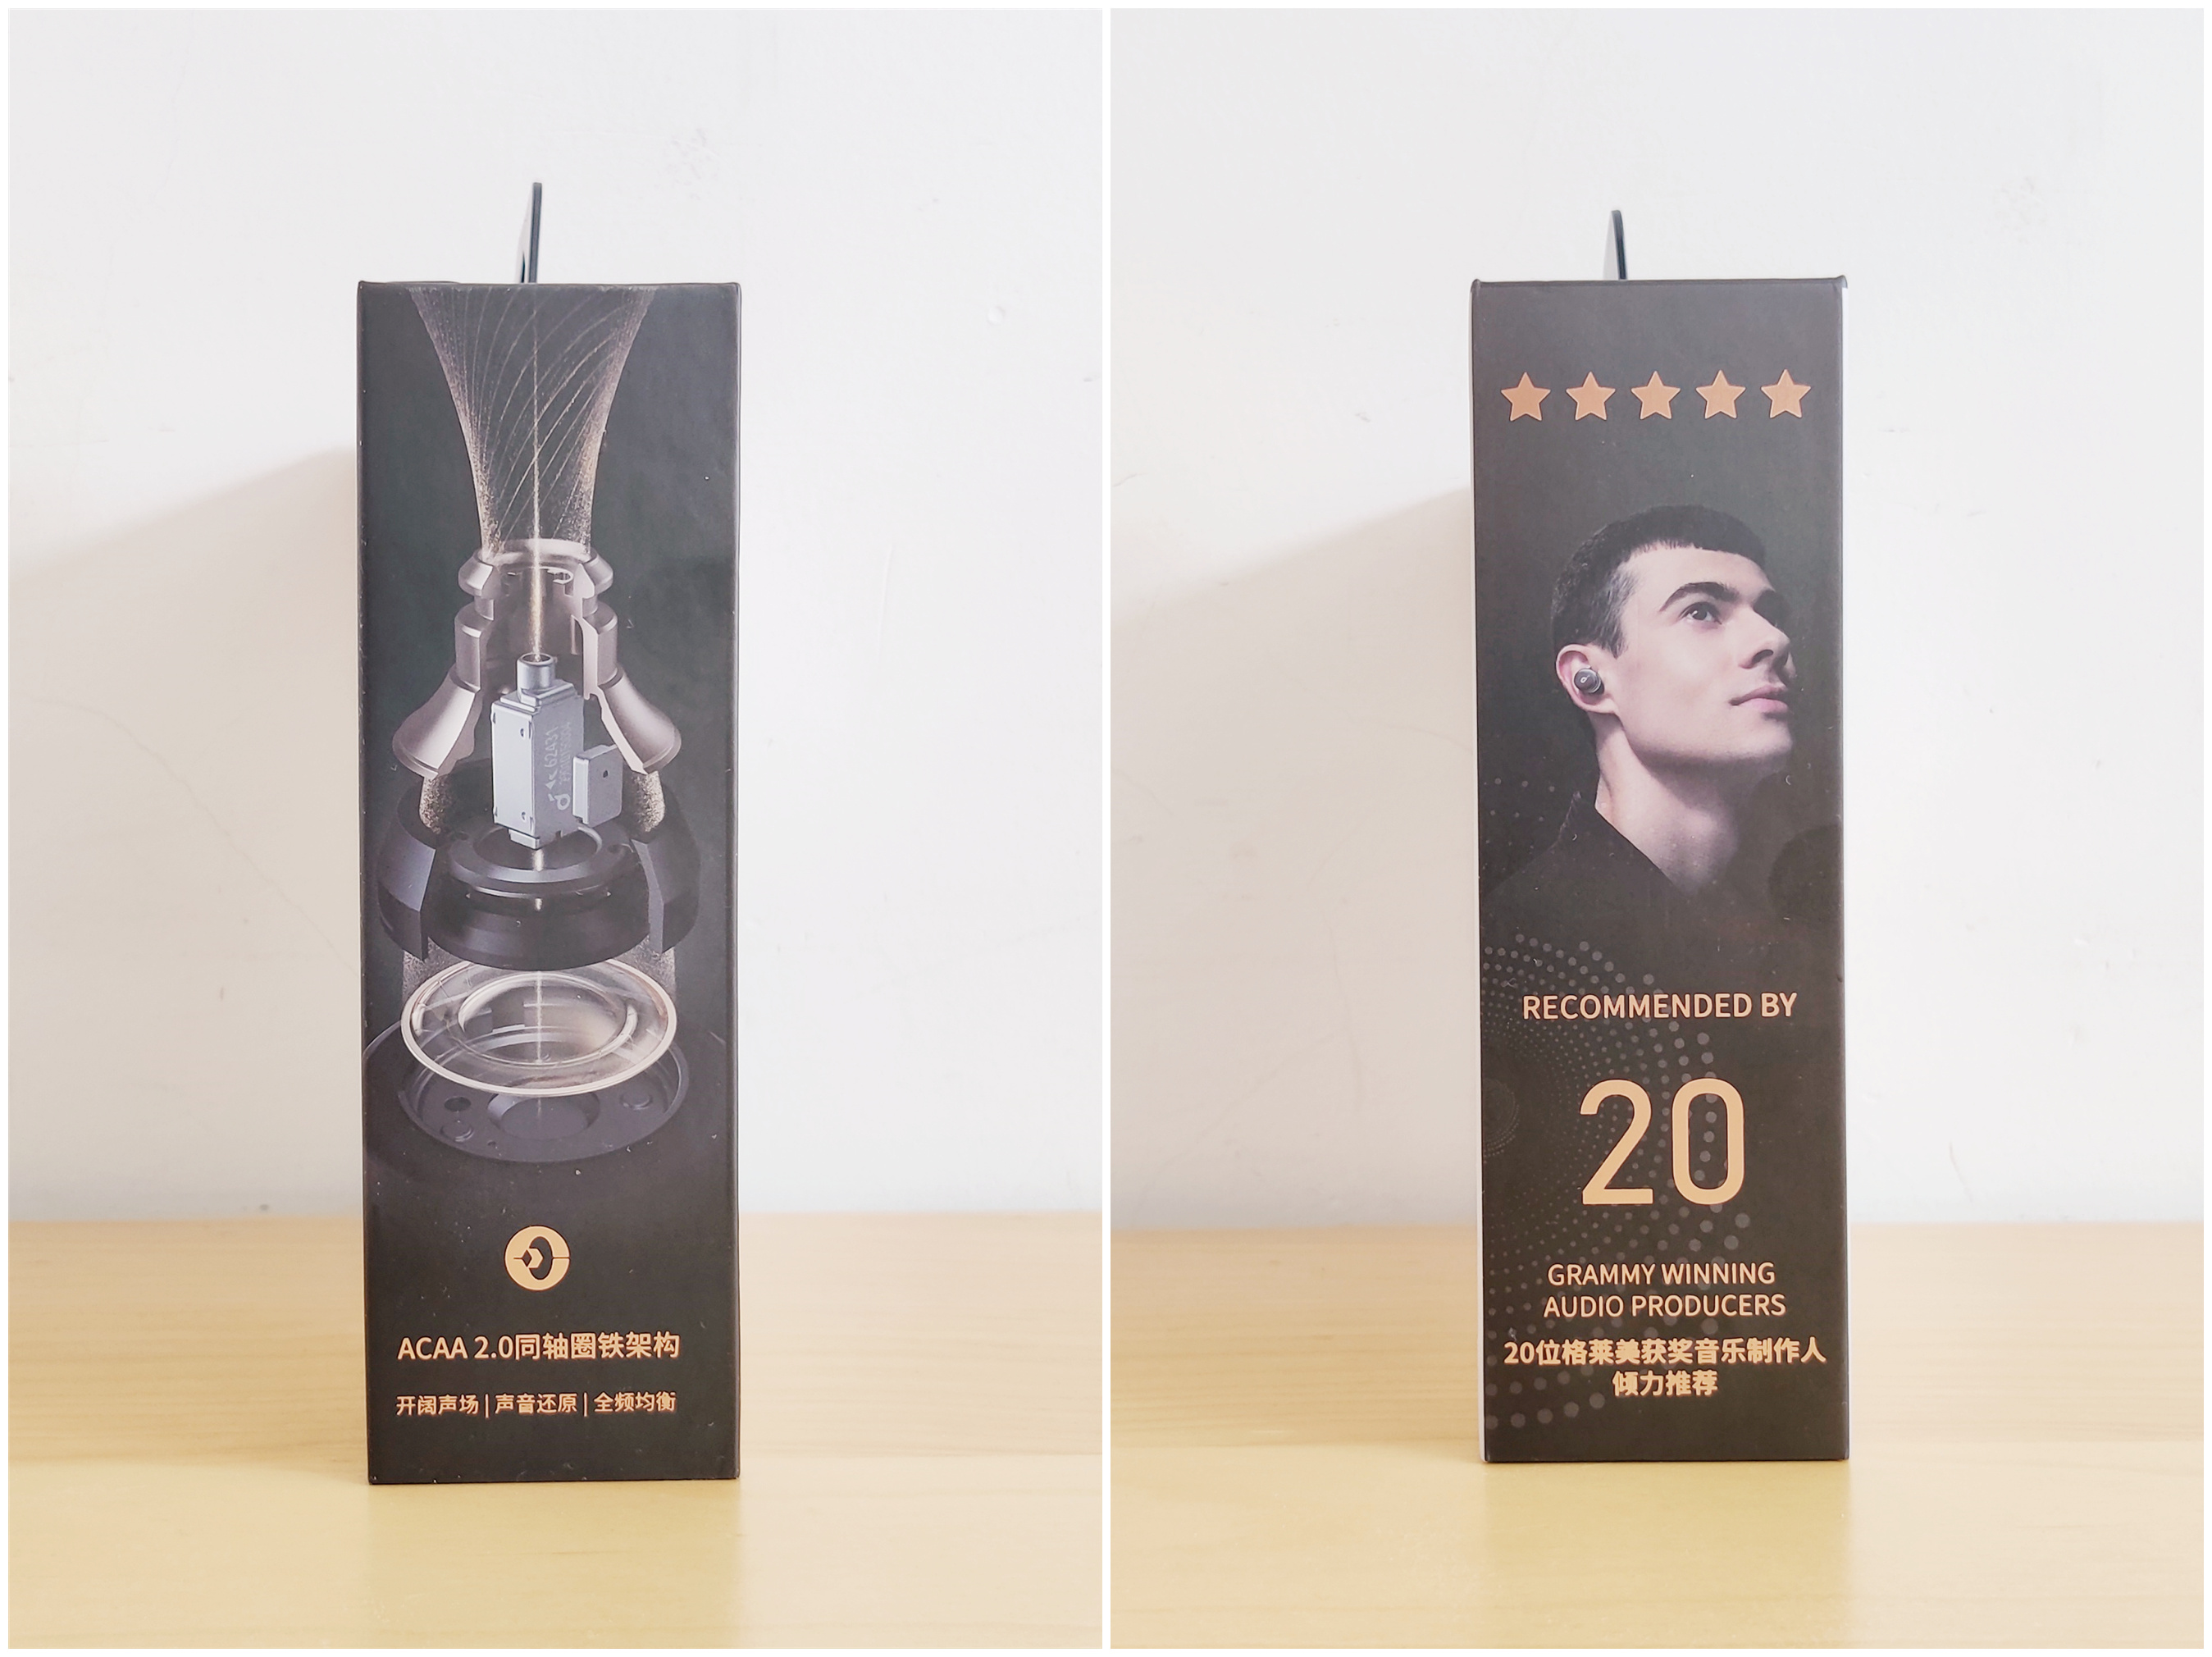 62431
ACAA 2.0同轴圈铁架构
开阔声场 | 声音还原 | 全频均衡
RECOMMENDED BY
20
GRAMMY WINNING
AUDIO PRODUCERS
20位格莱美获奖音乐制作人
倾力推荐